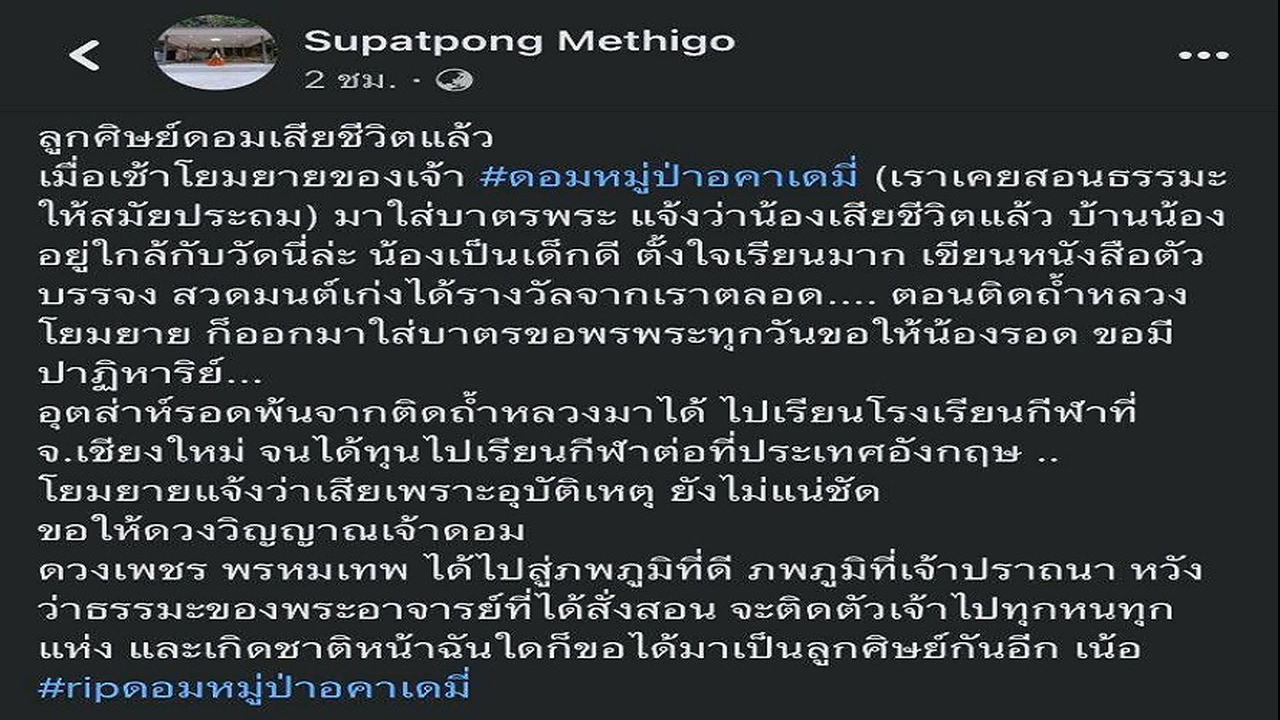 Supatpong Methigo
2 ชม. ·
ลูกศิษย์ดอมเสียชีวิตแล้ว
เมื่อเช้าโยมยายของเจ้า #ดอมหมู่ป่าอคาเดมี่ (เราเคยสอนธรรมะ
ให้สมัยประถม) มาใส่บาตรพระ แจ้งว่าน้องเสียชีวิตแล้ว บ้านน้อง
อยู่ใกล้กับวัดนี่ล่ะ น้องเป็นเด็กดี ตั้งใจเรียนมาก เขียนหนังสือตัว
บรรจง สวดมนต์เก่งได้รางวัลจากเราตลอด.... ตอนติดถ้ำหลวง
โยมยาย ก็ออกมาใส่บาตรขอพรพระทุกวันขอให้น้องรอด ขอมี
ปาฏิหาริย์...
อุตส่าห์รอดพ้นจากติดถ้ำหลวงมาได้ ไปเรียนโรงเรียนกีฬาที่
จ.เชียงใหม่ จนได้ทุนไปเรียนกีฬาต่อที่ประเทศอังกฤษ ..
โยมยายแจ้งว่าเสียเพราะอุบัติเหตุ ยังไม่แน่ชัด
ขอให้ดวงวิญญาณเจ้าดอม
ดวงเพชร พรหมเทพ ได้ไปสู่ภพภูมิที่ดี ภพภูมิที่เจ้าปราถนา หวัง
ว่าธรรมะของพระอาจารย์ที่ได้สั่งสอน จะติดตัวเจ้าไปทุกหนทุก
แห่ง และเกิดชาติหน้าฉันใดก็ขอได้มาเป็นลูกศิษย์กันอีก เน้อ
#ripดอมหมู่ป่าอคาเดมี่